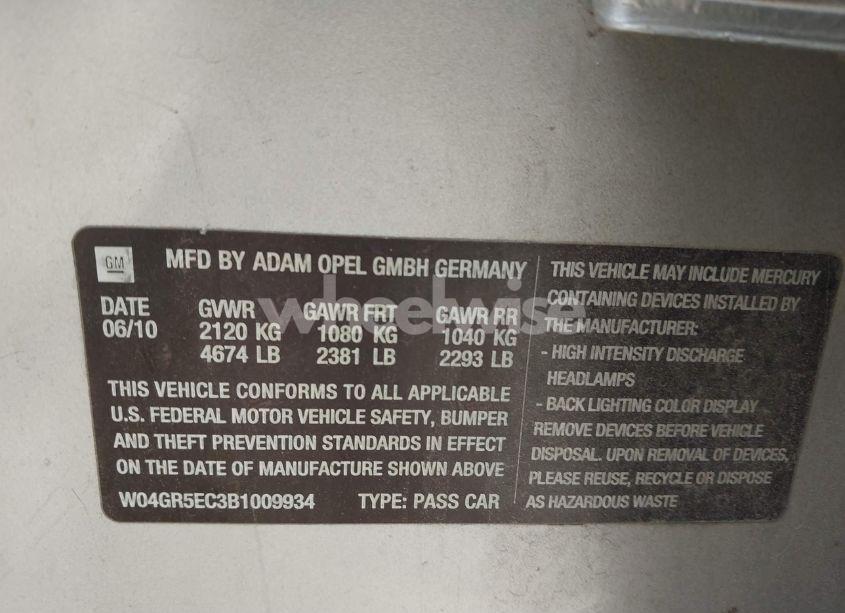 GM
MFD BY ADAM OPEL GMBH GERMANY
DATE GVWR GAWR FRT GAWR RR
06/10 2120 KG 1080 KG 1040 KG
4674 LB 2381 LB 2293 LB
THIS VEHICLE CONFORMS TO ALL APPLICABLE
U.S. FEDERAL MOTOR VEHICLE SAFETY, BUMPER
AND THEFT PREVENTION STANDARDS IN EFFECT
ON THE DATE OF MANUFACTURE SHOWN ABOVE
W04GR5EC3B1009934 TYPE: PASS CAR
THIS VEHICLE MAY INCLUDE MERCURY
CONTAINING DEVICES INSTALLED BY
THE MANUFACTURER:
- HIGH INTENSITY DISCHARGE
HEADLAMPS
- BACK LIGHTING COLOR DISPLAY
REMOVE DEVICES BEFORE VEHICLE
DISPOSAL. UPON REMOVAL OF DEVICES,
PLEASE REUSE, RECYCLE OR DISPOSE
AS HAZARDOUS WASTE
wheelwise